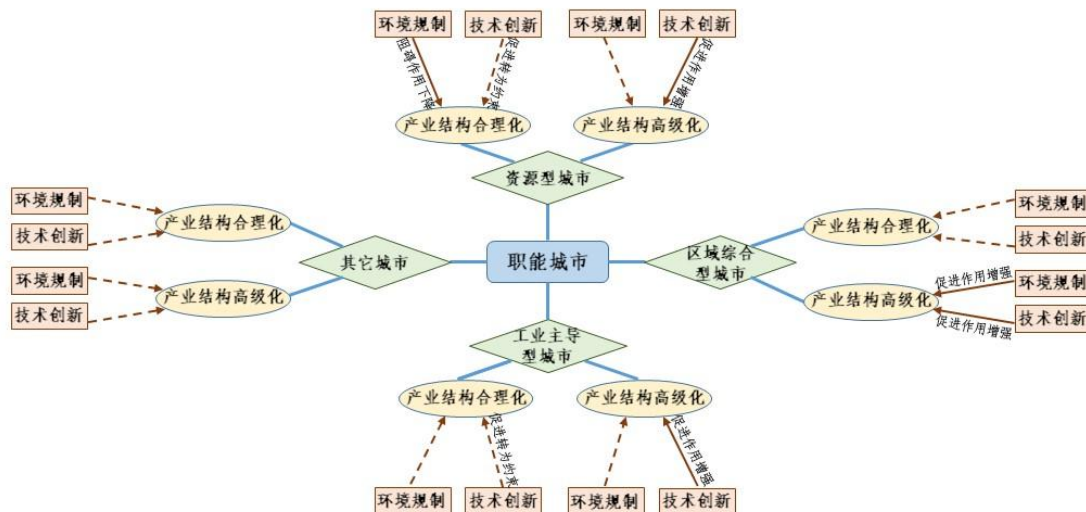 环境规制
技术创新
环境规制
技术创新
阻碍作用下降
促进转为约束
促进作用增强
产业结构合理化
产业结构高级化
资源型城市
环境规制
技术创新
产业结构合理化
环境规制
技术创新
产业结构高级化
其它城市
职能城市
区域综合
型城市
产业结构合理化
环境规制
技术创新
产业结构高级化
促进作用增强
环境规制
促进作用增强
技术创新
工业主导
型城市
产业结构合理化
产业结构高级化
促进转为约束
促进作用增强
环境规制
技术创新
环境规制
技术创新